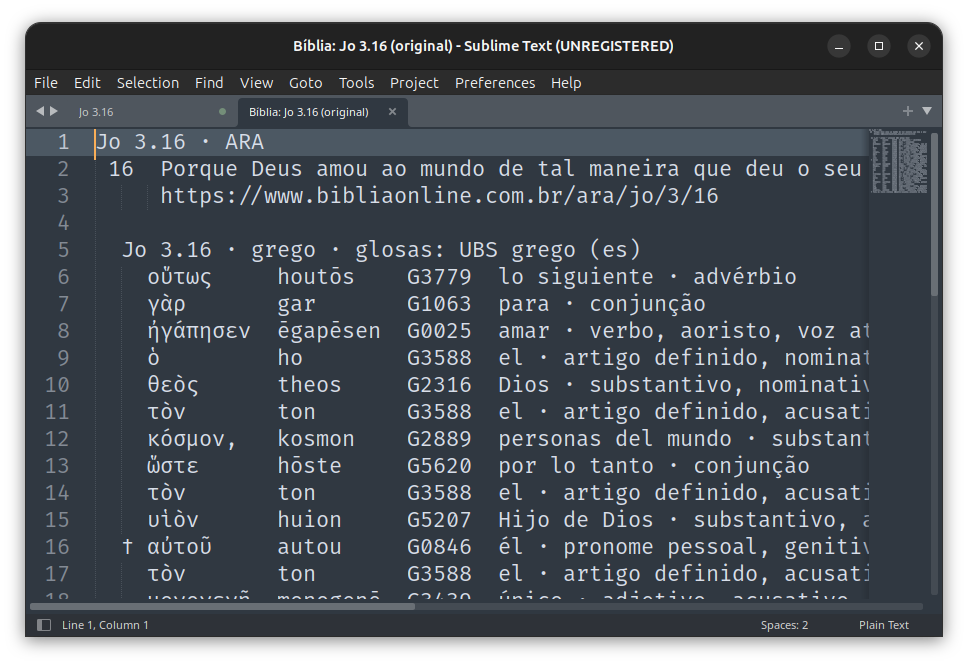 Bíblia: Jo 3.16 (original) - Sublime Text (UNREGISTERED)
File Edit Selection Find View Goto Tools Project Preferences Help
Jo 3.16
Bíblia: Jo 3.16 (original)
1 Jo 3.16 · ARA
2 16 Porque Deus amou ao mundo de tal maneira que deu o seu
3 https://www.bibliaonline.com.br/ara/jo/3/16
4
5 Jo 3.16 · grego · glosas: UBS grego (es)
6 οὕτως houtōs G3779 lo siguiente · advérbio
7 γὰρ gar G1063 para · conjunção
8 ἠγάπησεν ēgapēsen G0025 amar · verbo, aoristo, voz at
9 ὁ ho G3588 el · artigo definido, nominat
10 θεὸς theos G2316 Dios · substantivo, nominativ
11 τὸν ton G3588 el · artigo definido, acusati
12 κόσμον, kosmon G2889 personas del mundo · substant
13 ὥστε hōste G5620 por lo tanto · conjunção
14 τὸν ton G3588 el · artigo definido, acusati
15 υἱὸν huion G5207 Hijo de Dios · substantivo, a
16 † αὐτοῦ autou G0846 él · pronome pessoal, genitiv
17 τὸν ton G3588 el · artigo definido, acusati
18 μονογενῆ monogenē G3439 único · adjetivo, acusativo
Line 1, Column 1
Spaces: 2
Plain Text